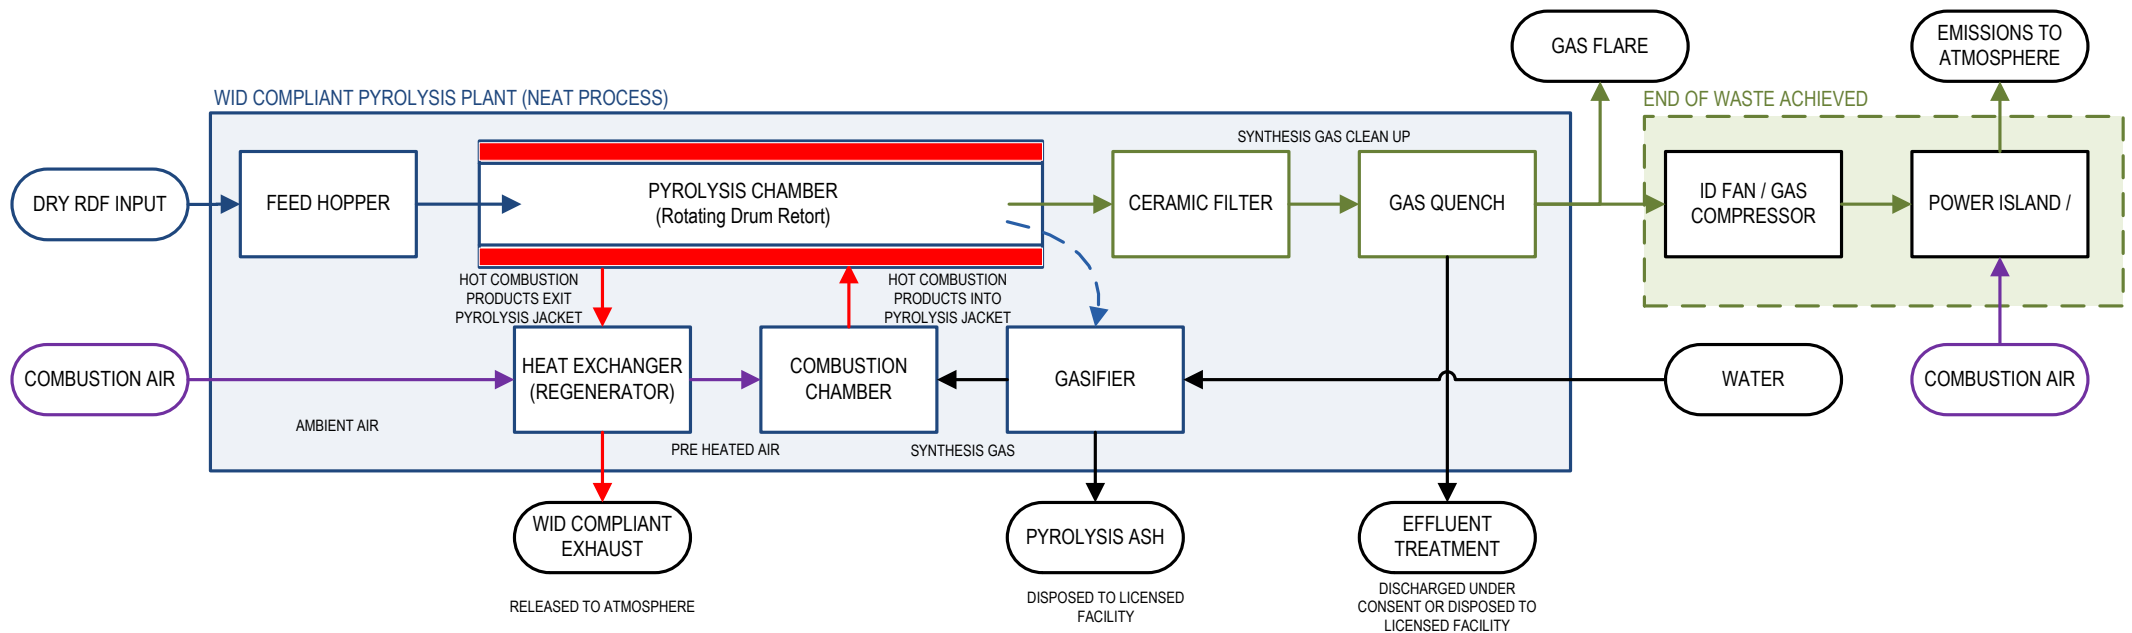 GAS FLARE
EMISSIONS TO
ATMOSPHERE
WID COMPLIANT PYROLYSIS PLANT (NEAT PROCESS)
END OF WASTE ACHIEVED
SYNTHESIS GAS CLEAN UP
DRY RDF INPUT
FEED HOPPER
PYROLYSIS CHAMBER
(Rotating Drum Retort)
CERAMIC FILTER
GAS QUENCH
ID FAN / GAS
COMPRESSOR
POWER ISLAND /
HOT COMBUSTION
PRODUCTS EXIT
PYROLYSIS JACKET
HOT COMBUSTION
PRODUCTS INTO
PYROLYSIS JACKET
COMBUSTION AIR
HEAT EXCHANGER
(REGENERATOR)
COMBUSTION
CHAMBER
GASIFIER
WATER
COMBUSTION AIR
AMBIENT AIR
PRE HEATED AIR
SYNTHESIS GAS
WID COMPLIANT
EXHAUST
PYROLYSIS ASH
EFFLUENT
TREATMENT
RELEASED TO ATMOSPHERE
DISPOSED TO LICENSED
FACILITY
DISCHARGED UNDER
CONSENT OR DISPOSED TO
LICENSED FACILITY